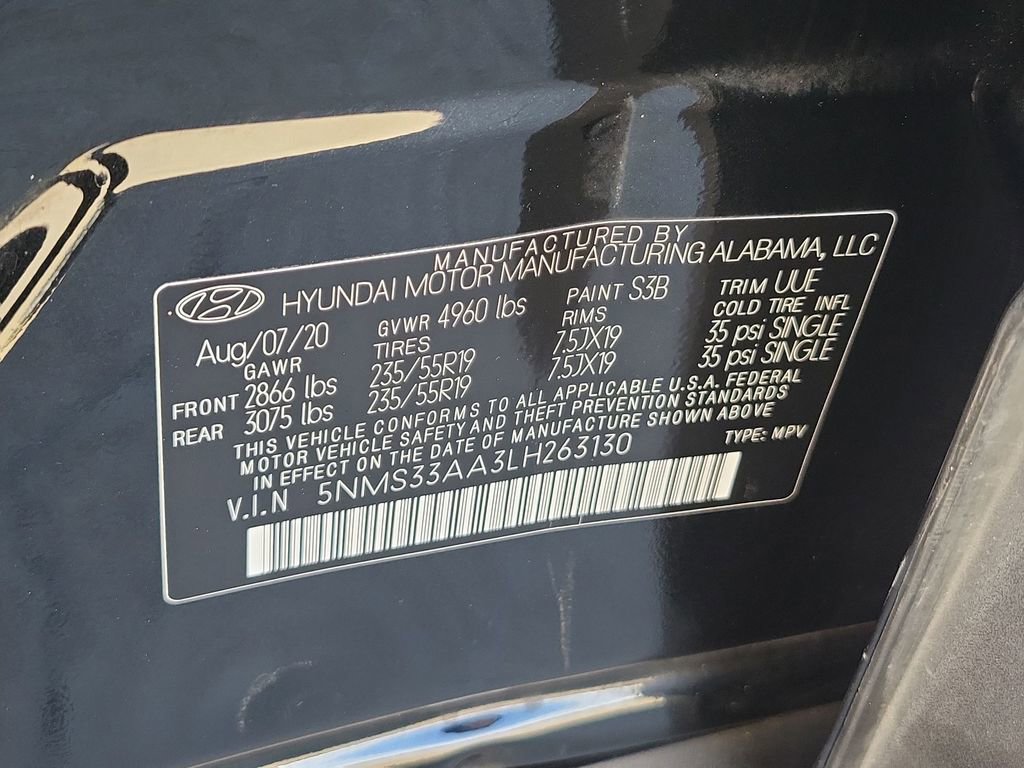 MANUFACTURED BY
HYUNDAI MOTOR MANUFACTURING ALABAMA, LLC
Aug/07/20 GVWR 4960 lbs PAINT S3B TRIM UUE
GAWR TIRES RIMS COLD TIRE INFL
FRONT 2866 lbs 235/55R19 7.5JX19 35 psi SINGLE
REAR 3075 lbs 235/55R19 7.5JX19 35 psi SINGLE
THIS VEHICLE CONFORMS TO ALL APPLICABLE U.S.A. FEDERAL
MOTOR VEHICLE SAFETY AND THEFT PREVENTION STANDARDS
IN EFFECT ON THE DATE OF MANUFACTURE SHOWN ABOVE
V.I.N 5NMS33AA3LH263130 TYPE: MPV